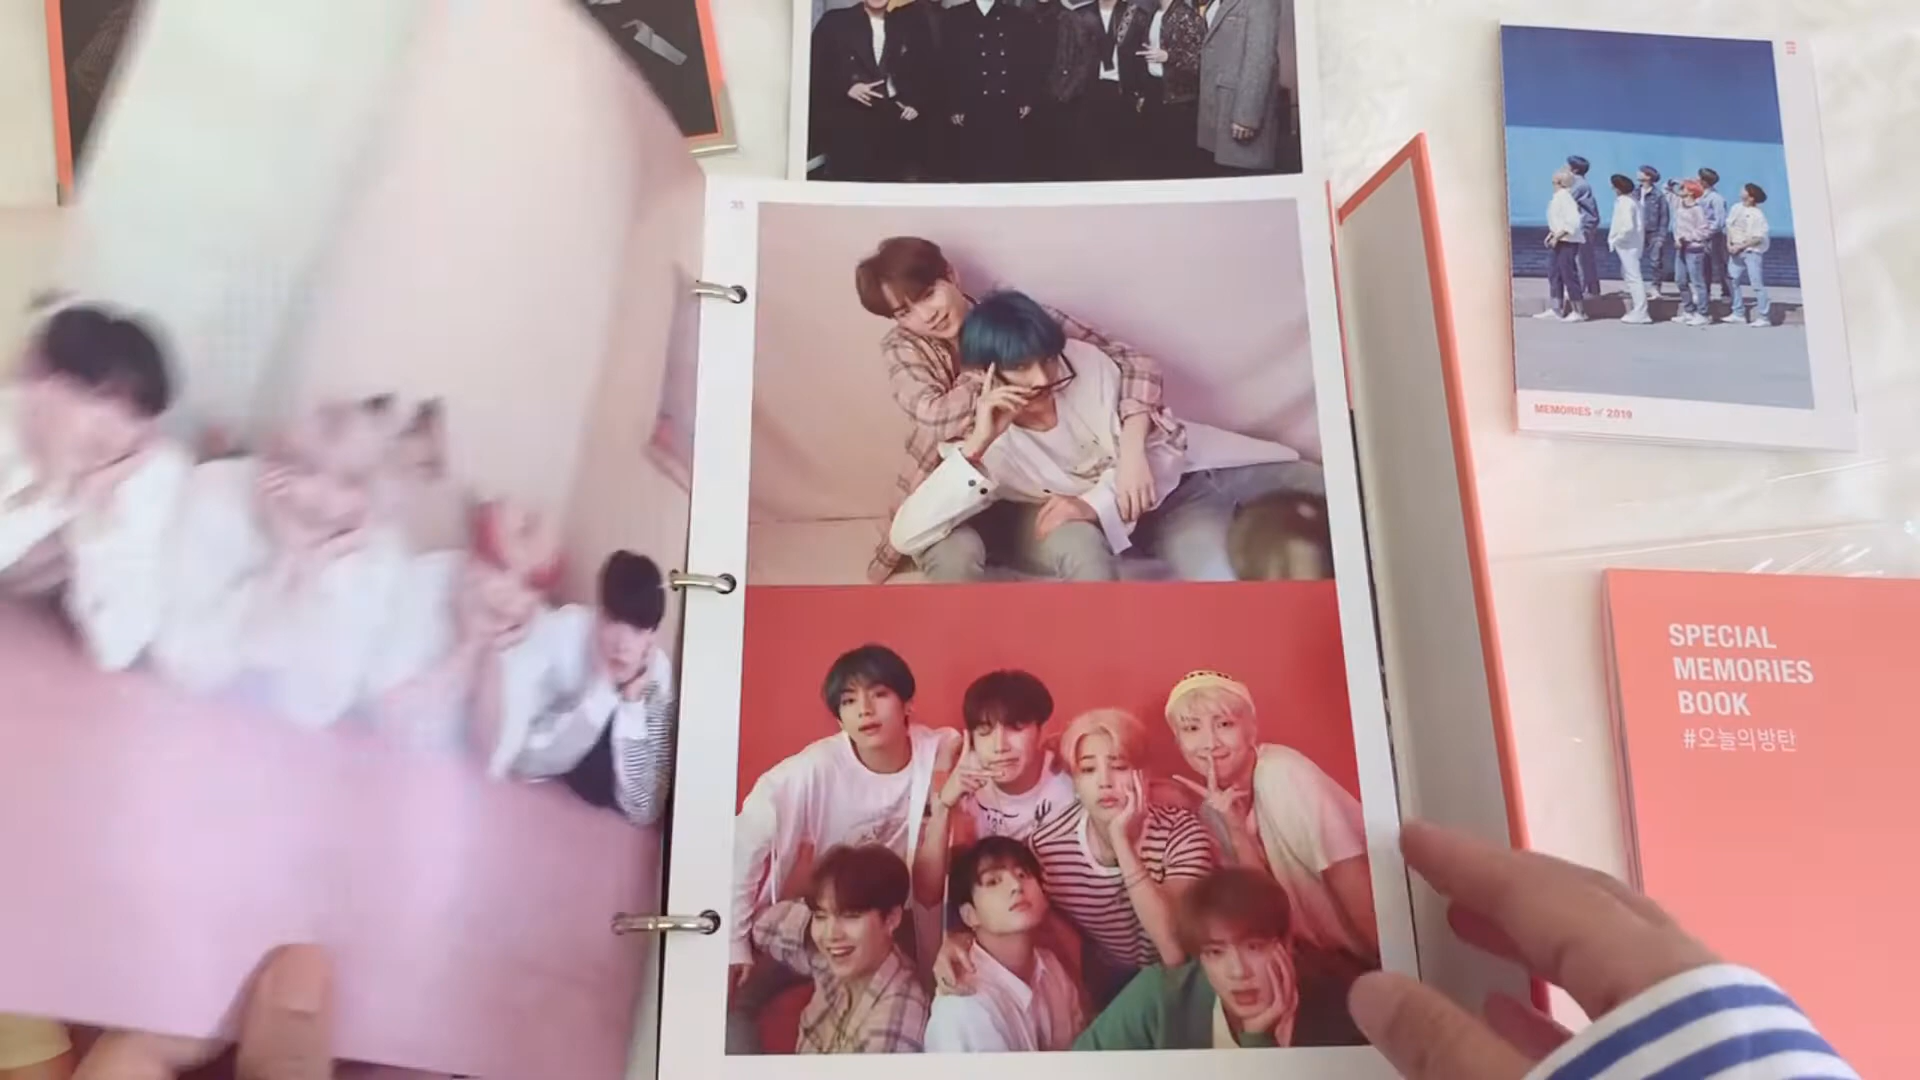 MEMORIES of 2019
SPECIAL
MEMORIES
BOOK
#오늘의방탄